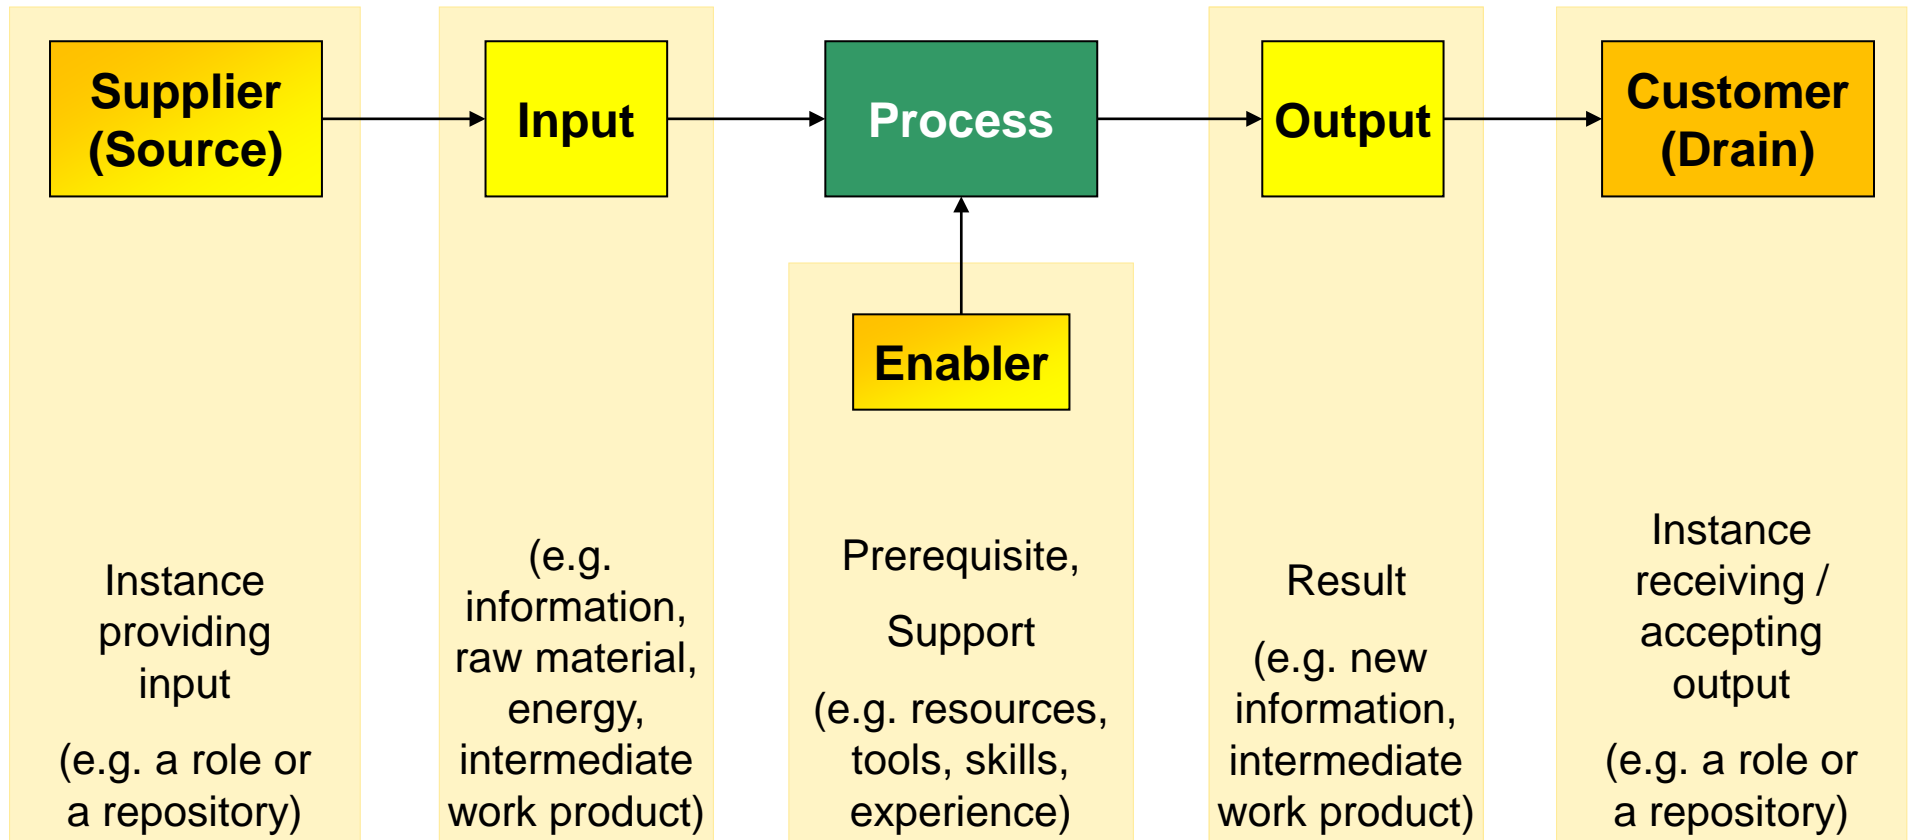 Supplier
(Source)
Input
Process
Output
Customer
(Drain)
Enabler
Instance
providing
input
(e.g. a role or
a repository)
(e.g.
information,
raw material,
energy,
intermediate
work product)
Prerequisite,
Support
(e.g. resources,
tools, skills,
experience)
Result
(e.g. new
information,
intermediate
work product)
Instance
receiving /
accepting
output
(e.g. a role or
a repository)